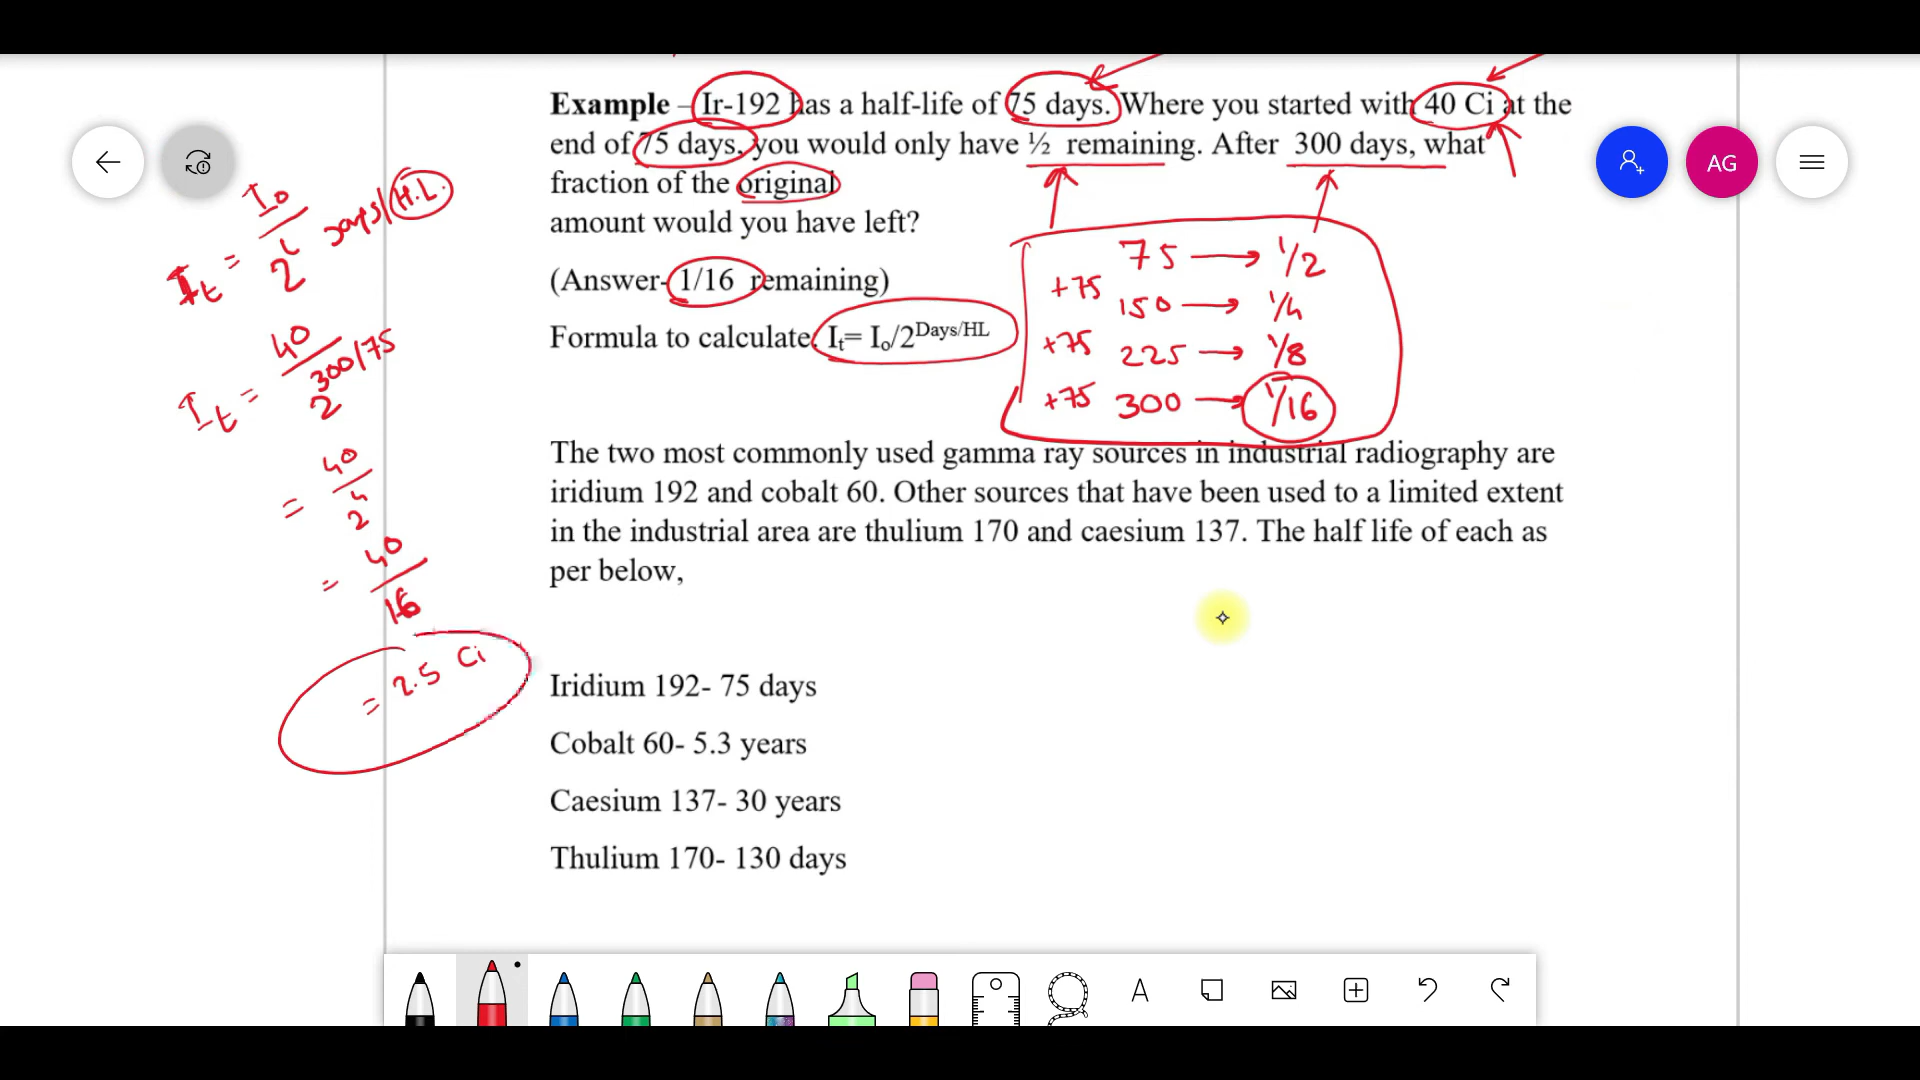 Example – Ir-192 has a half-life of 75 days. Where you started with 40 Ci at the
end of 75 days, you would only have ½ remaining. After 300 days, what
fraction of the original
amount would you have left?
(Answer- 1/16 remaining)
Formula to calculate. It= Io/2Days/HL
75 → 1/2
+75 150 → 1/4
+75 225 → 1/8
+75 300 → 1/16
It = Io
2 Days/H.L.
It = 40
2 300/75
= 40
2 4
= 40
16
= 2.5 Ci
The two most commonly used gamma ray sources in industrial radiography are
iridium 192 and cobalt 60. Other sources that have been used to a limited extent
in the industrial area are thulium 170 and caesium 137. The half life of each as
per below,
Iridium 192- 75 days
Cobalt 60- 5.3 years
Caesium 137- 30 years
Thulium 170- 130 days
AG
A